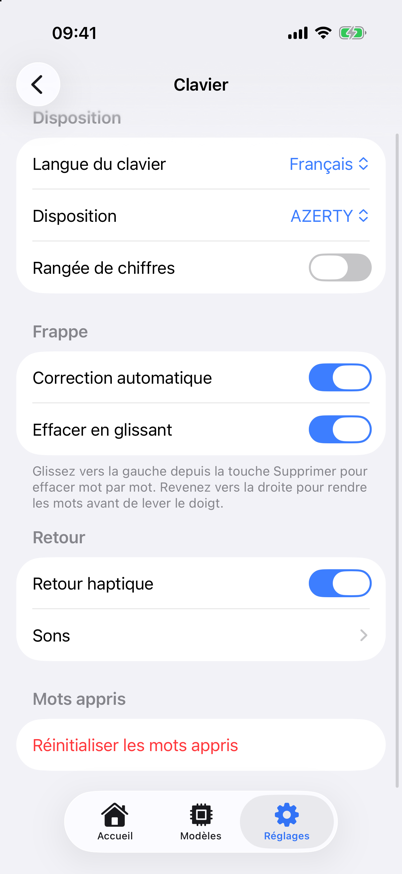 09:41
Clavier
Disposition
Langue du clavier Français
Disposition AZERTY
Rangée de chiffres
Frappe
Correction automatique
Effacer en glissant
Glissez vers la gauche depuis la touche Supprimer pour
effacer mot par mot. Revenez vers la droite pour rendre
les mots avant de lever le doigt.
Retour
Retour haptique
Sons
Mots appris
Réinitialiser les mots appris
Accueil Modèles Réglages